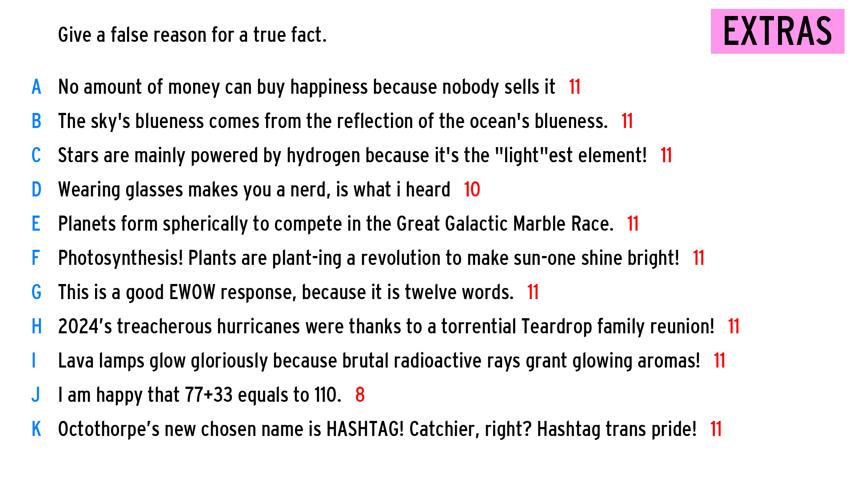 Give a false reason for a true fact.
EXTRAS
A No amount of money can buy happiness because nobody sells it 11
B The sky's blueness comes from the reflection of the ocean's blueness. 11
C Stars are mainly powered by hydrogen because it's the "light"est element! 11
D Wearing glasses makes you a nerd, is what i heard 10
E Planets form spherically to compete in the Great Galactic Marble Race. 11
F Photosynthesis! Plants are plant-ing a revolution to make sun-one shine bright! 11
G This is a good EWOW response, because it is twelve words. 11
H 2024’s treacherous hurricanes were thanks to a torrential Teardrop family reunion! 11
I Lava lamps glow gloriously because brutal radioactive rays grant glowing aromas! 11
J I am happy that 77+33 equals to 110. 8
K Octothorpe’s new chosen name is HASHTAG! Catchier, right? Hashtag trans pride! 11